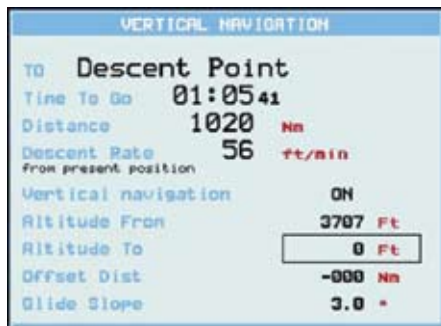 VERTICAL NAVIGATION
TO Descent Point
Time To Go 01:05 41
Distance 1020 Nm
Descent Rate 56 ft/min
from present position
Vertical navigation ON
Altitude From 3707 Ft
Altitude To 0 Ft
Offset Dist -000 Nm
Glide Slope 3.0 °